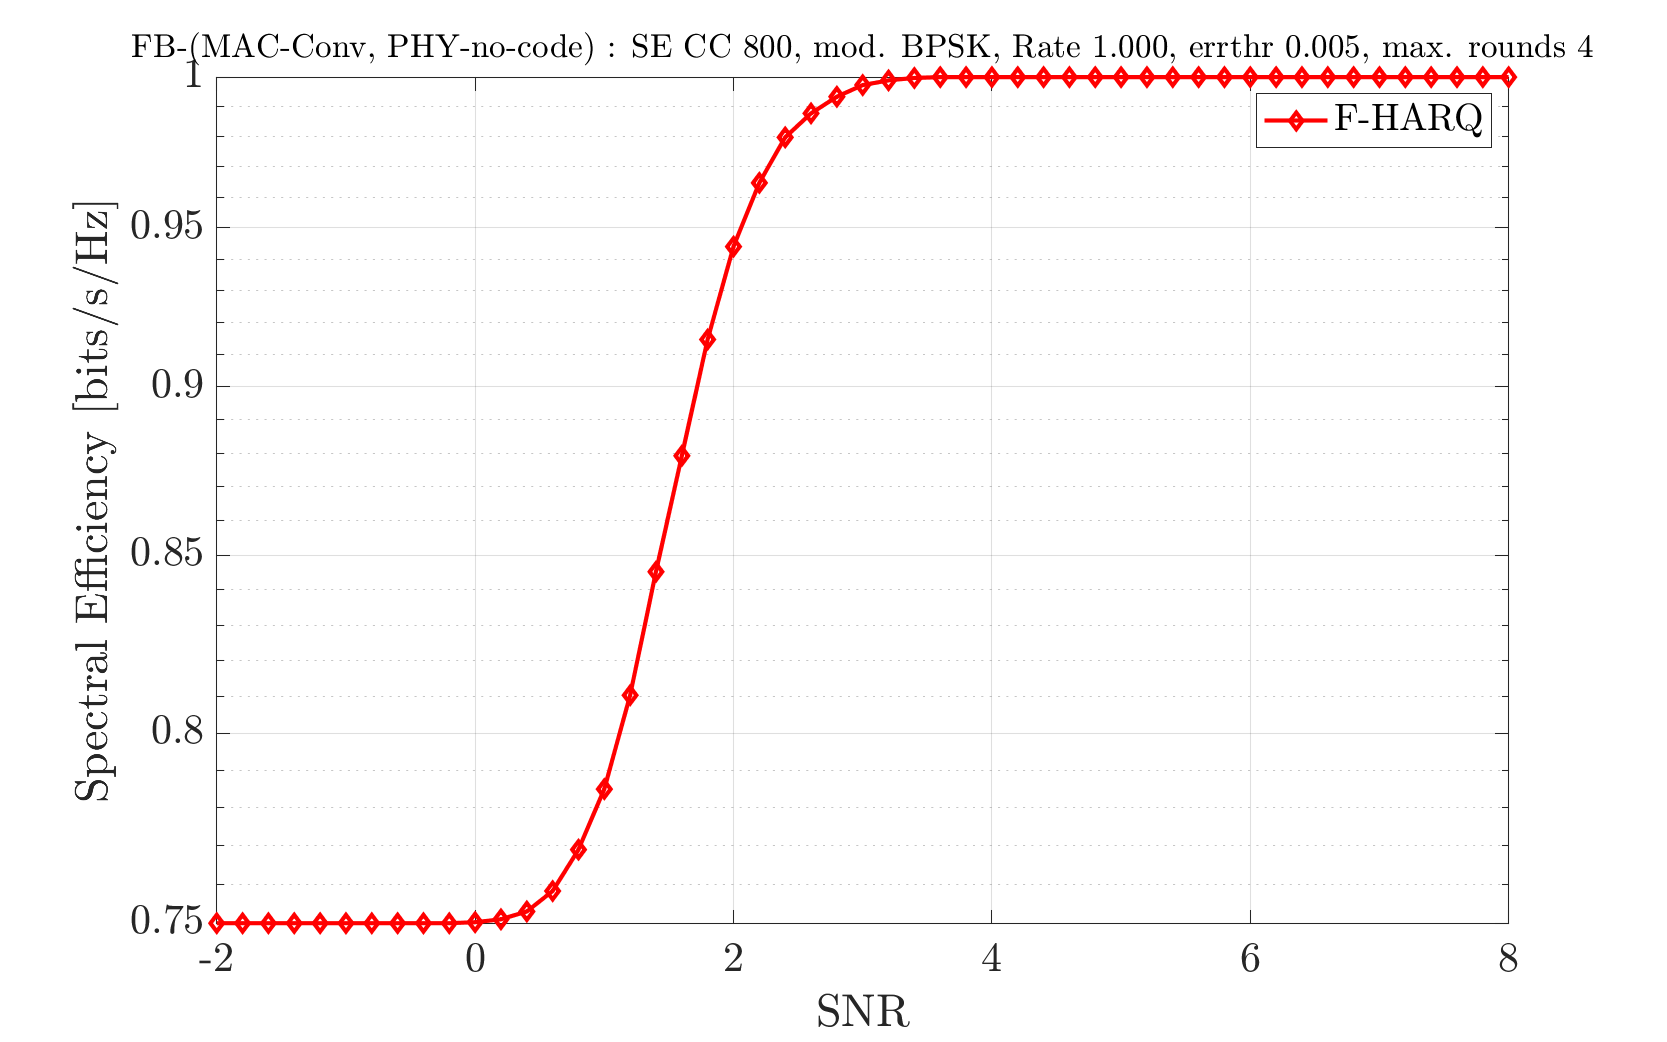 FB-(MAC-Conv, PHY-no-code) : SE CC 800, mod. BPSK, Rate 1.000, errthr 0.005, max. rounds 4
1
F-HARQ
0.95
0.9
0.85
0.8
0.75
Spectral Efficiency [bits/s/Hz]
-2 0 2 4 6 8
SNR